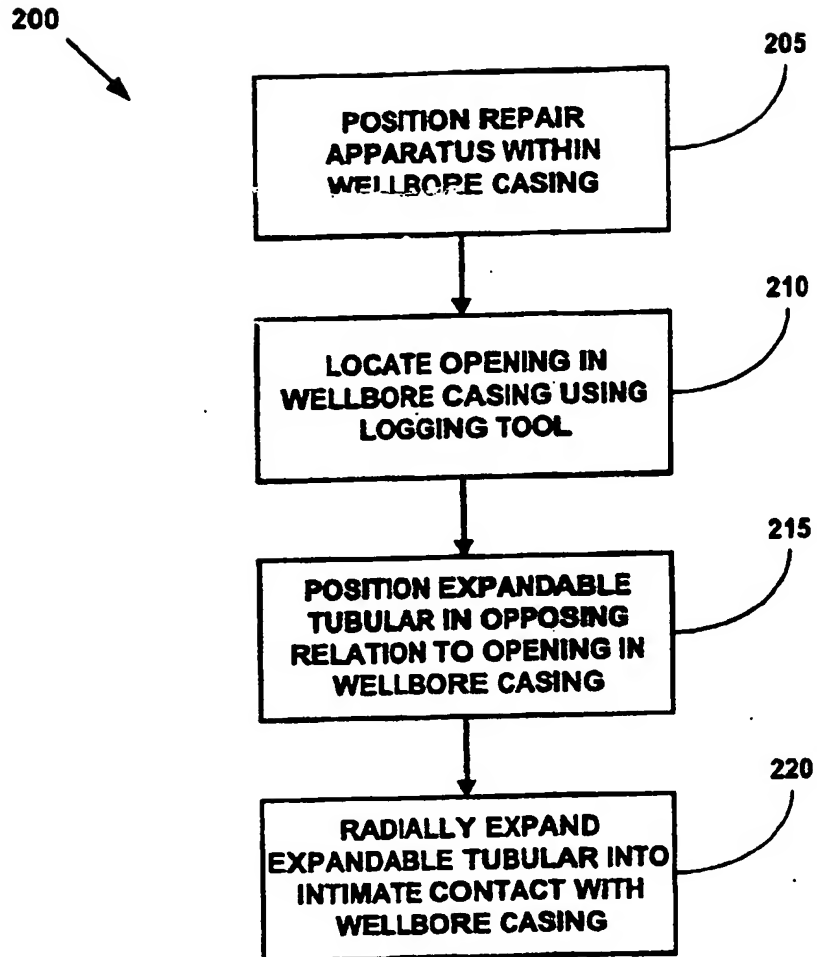 200
205
POSITION REPAIR
APPARATUS WITHIN
WELLBORE CASING
210
LOCATE OPENING IN
WELLBORE CASING USING
LOGGING TOOL
215
POSITION EXPANDABLE
TUBULAR IN OPPOSING
RELATION TO OPENING IN
WELLBORE CASING
220
RADIALLY EXPAND
EXPANDABLE TUBULAR INTO
INTIMATE CONTACT WITH
WELLBORE CASING